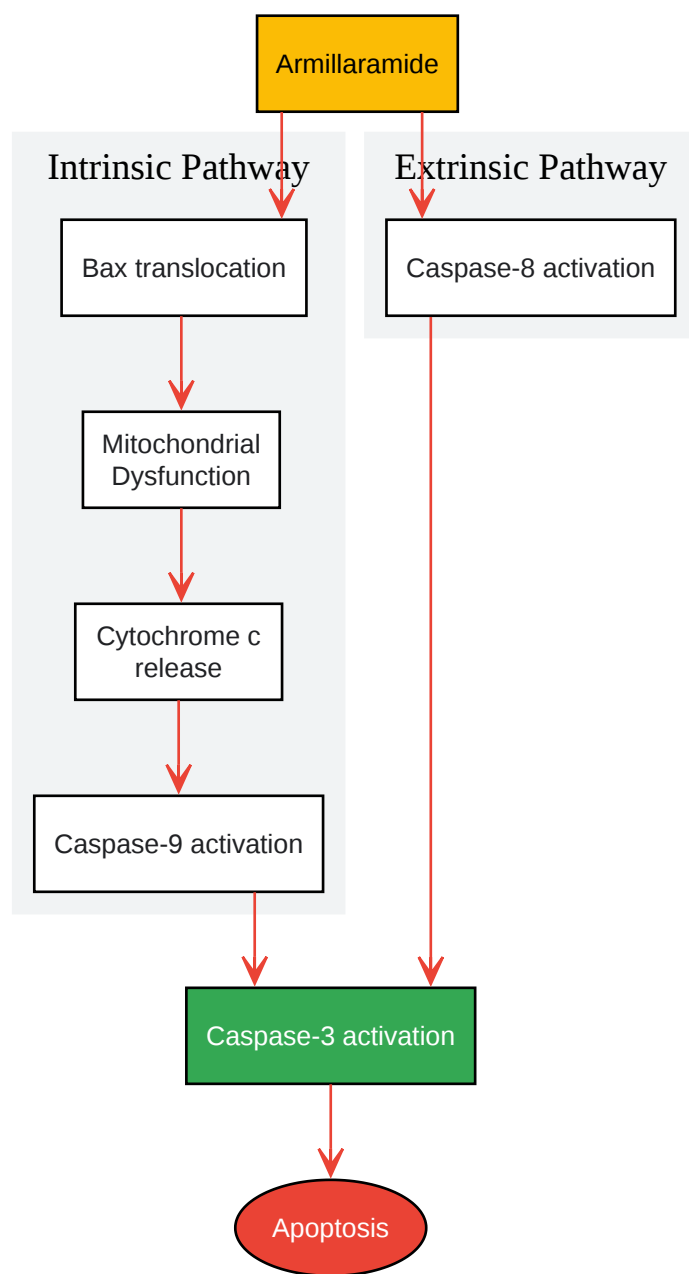 Armillaramide
Intrinsic Pathway
Extrinsic Pathway
Bax translocation
Caspase-8 activation
Mitochondrial
Dysfunction
Cytochrome c
release
Caspase-9 activation
Caspase-3 activation
Apoptosis